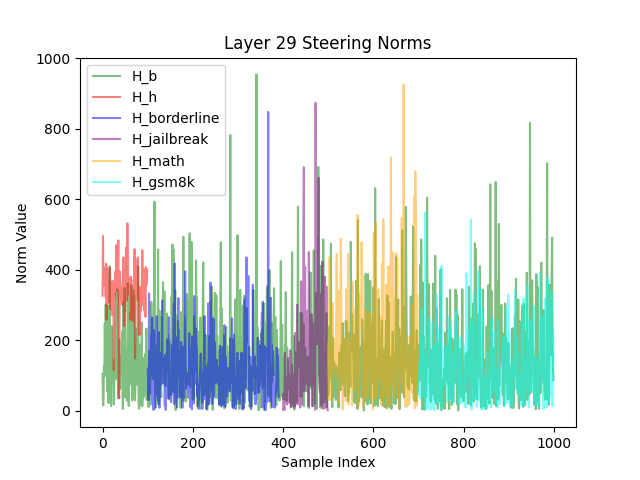 Layer 29 Steering Norms
H_b
H_h
H_borderline
H_jailbreak
H_math
H_gsm8k
Norm Value
1000
800
600
400
200
0
0 200 400 600 800 1000
Sample Index